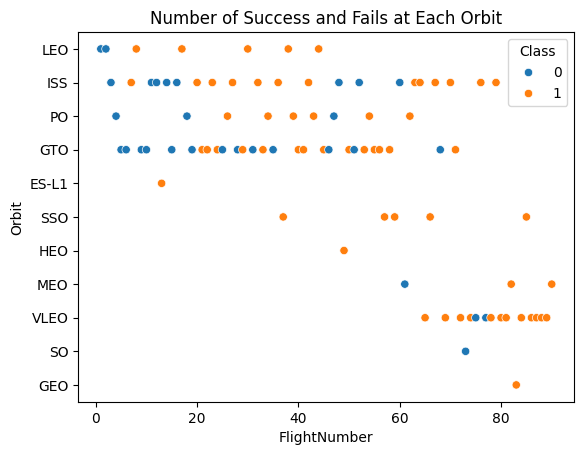 Number of Success and Fails at Each Orbit
Class
0
1
LEO
ISS
PO
GTO
ES-L1
SSO
HEO
MEO
VLEO
SO
GEO
Orbit
0 20 40 60 80
FlightNumber